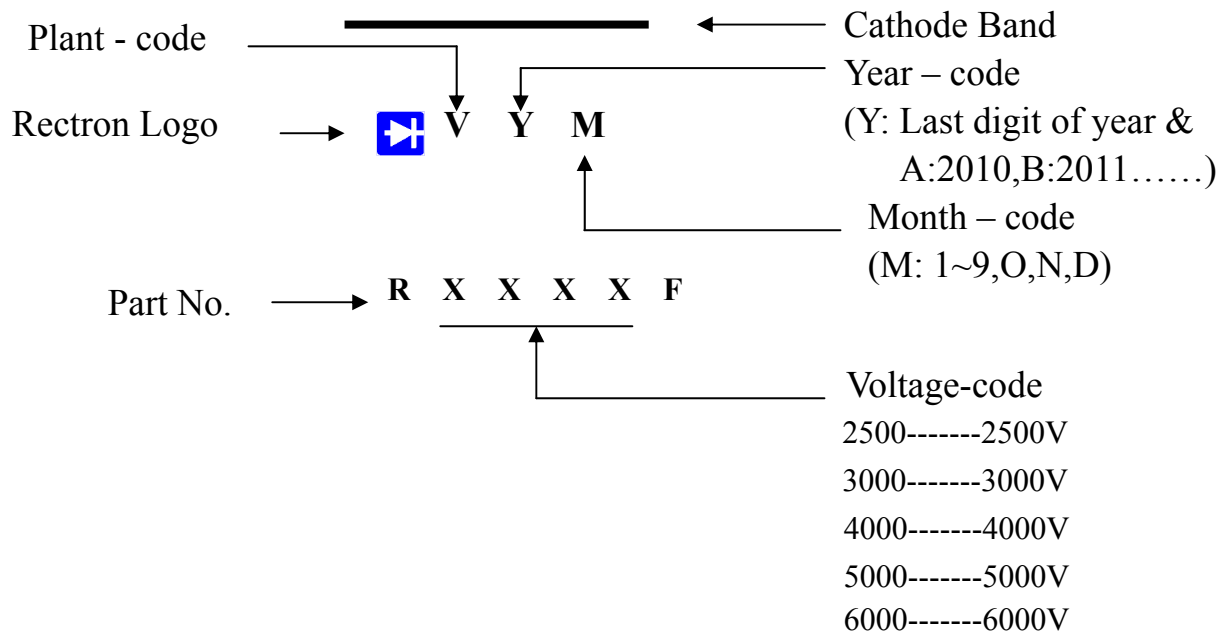 Plant - code
Cathode Band
Year – code
(Y: Last digit of year &
A:2010,B:2011……)
Rectron Logo
V Y M
Month – code
(M: 1~9,O,N,D)
Part No.
R X X X X F
Voltage-code
2500-------2500V
3000-------3000V
4000-------4000V
5000-------5000V
6000-------6000V